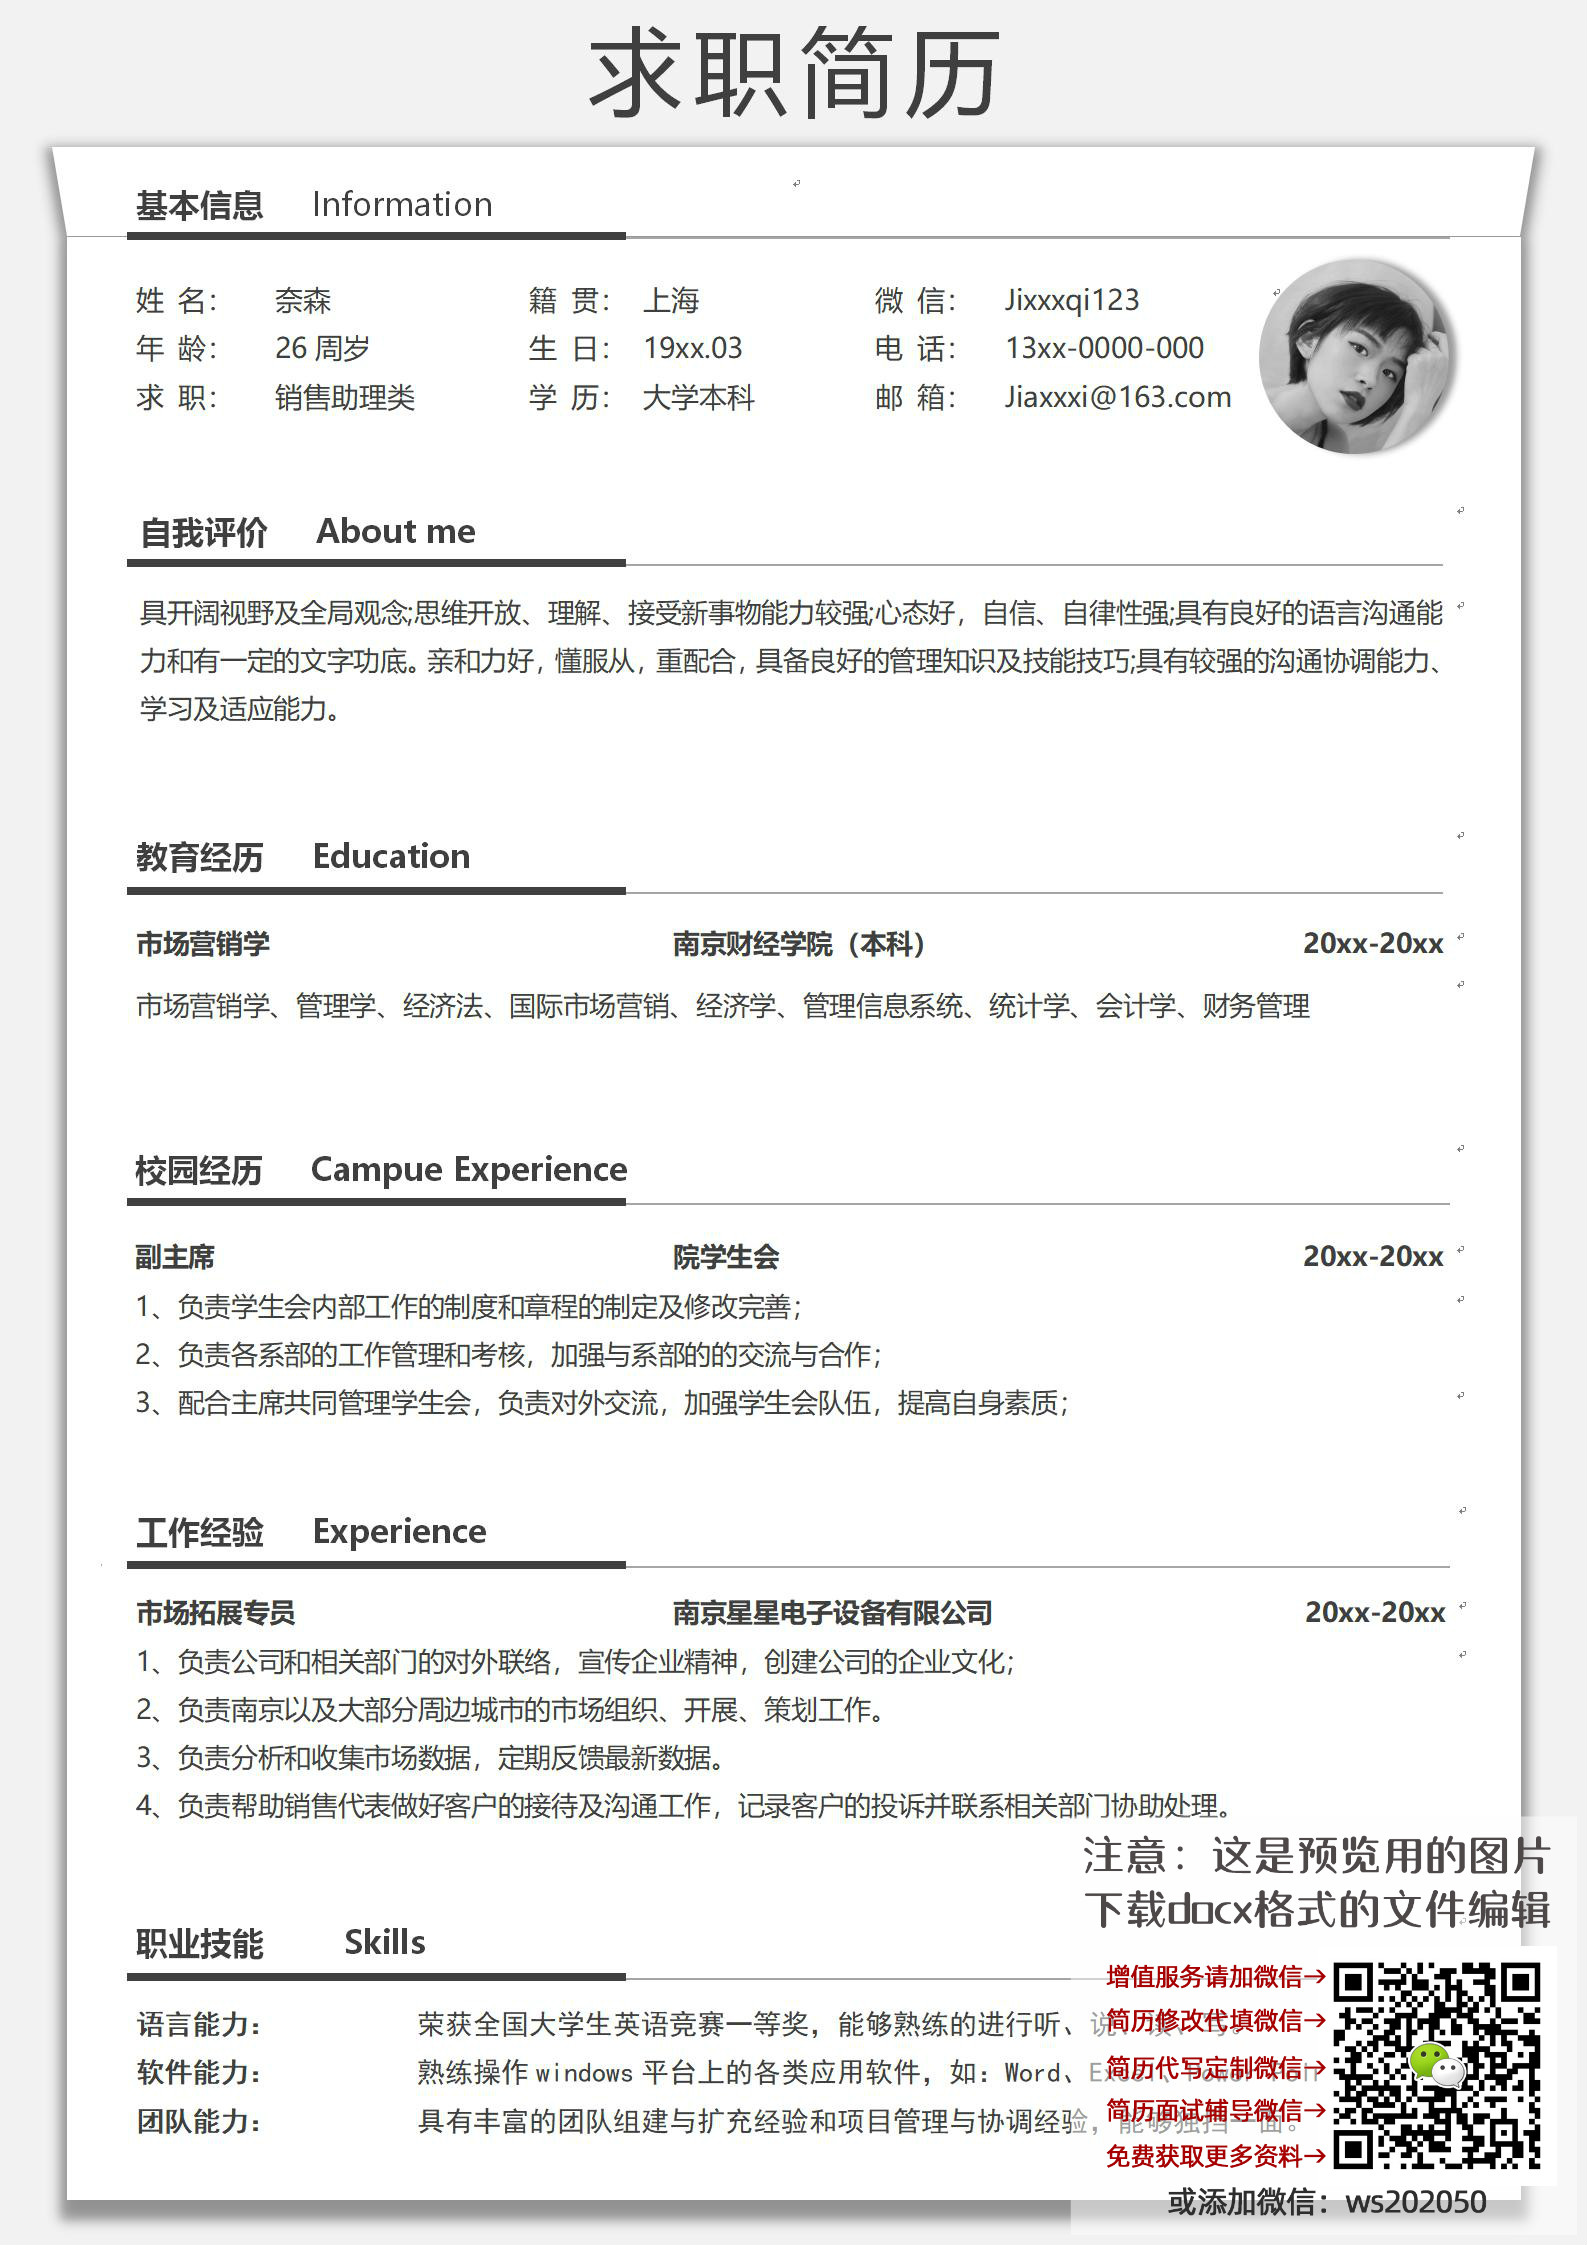 求职简历
基本信息 Information
姓 名： 奈森 籍 贯： 上海 微 信： Jixxxqi123
年 龄： 26 周岁 生 日： 19xx.03 电 话： 13xx-0000-000
求 职： 销售助理类 学 历： 大学本科 邮 箱： Jiaxxxi@163.com
自我评价 About me
具开阔视野及全局观念;思维开放、理解、接受新事物能力较强;心态好，自信、自律性强;具有良好的语言沟通能
力和有一定的文字功底。亲和力好，懂服从，重配合，具备良好的管理知识及技能技巧;具有较强的沟通协调能力、
学习及适应能力。
教育经历 Education
市场营销学 南京财经学院（本科） 20xx-20xx
市场营销学、管理学、经济法、国际市场营销、经济学、管理信息系统、统计学、会计学、财务管理
校园经历 Campue Experience
副主席 院学生会 20xx-20xx
1、负责学生会内部工作的制度和章程的制定及修改完善；
2、负责各系部的工作管理和考核，加强与系部的的交流与合作；
3、配合主席共同管理学生会，负责对外交流，加强学生会队伍，提高自身素质；
工作经验 Experience
市场拓展专员 南京星星电子设备有限公司 20xx-20xx
1、负责公司和相关部门的对外联络，宣传企业精神，创建公司的企业文化；
2、负责南京以及大部分周边城市的市场组织、开展、策划工作。
3、负责分析和收集市场数据，定期反馈最新数据。
4、负责帮助销售代表做好客户的接待及沟通工作，记录客户的投诉并联系相关部门协助处理。
注意：这是预览用的图片
下载docx格式的文件编辑
职业技能 Skills
语言能力： 荣获全国大学生英语竞赛一等奖，能够熟练的进行听、说、读、写。
软件能力： 熟练操作 windows 平台上的各类应用软件，如：Word、Excel、Power
团队能力： 具有丰富的团队组建与扩充经验和项目管理与协调经验，能够独挡一面。
增值服务请加微信→
简历修改代填微信→
简历代写定制微信→
简历面试辅导微信→
免费获取更多资料→
或添加微信：ws202050